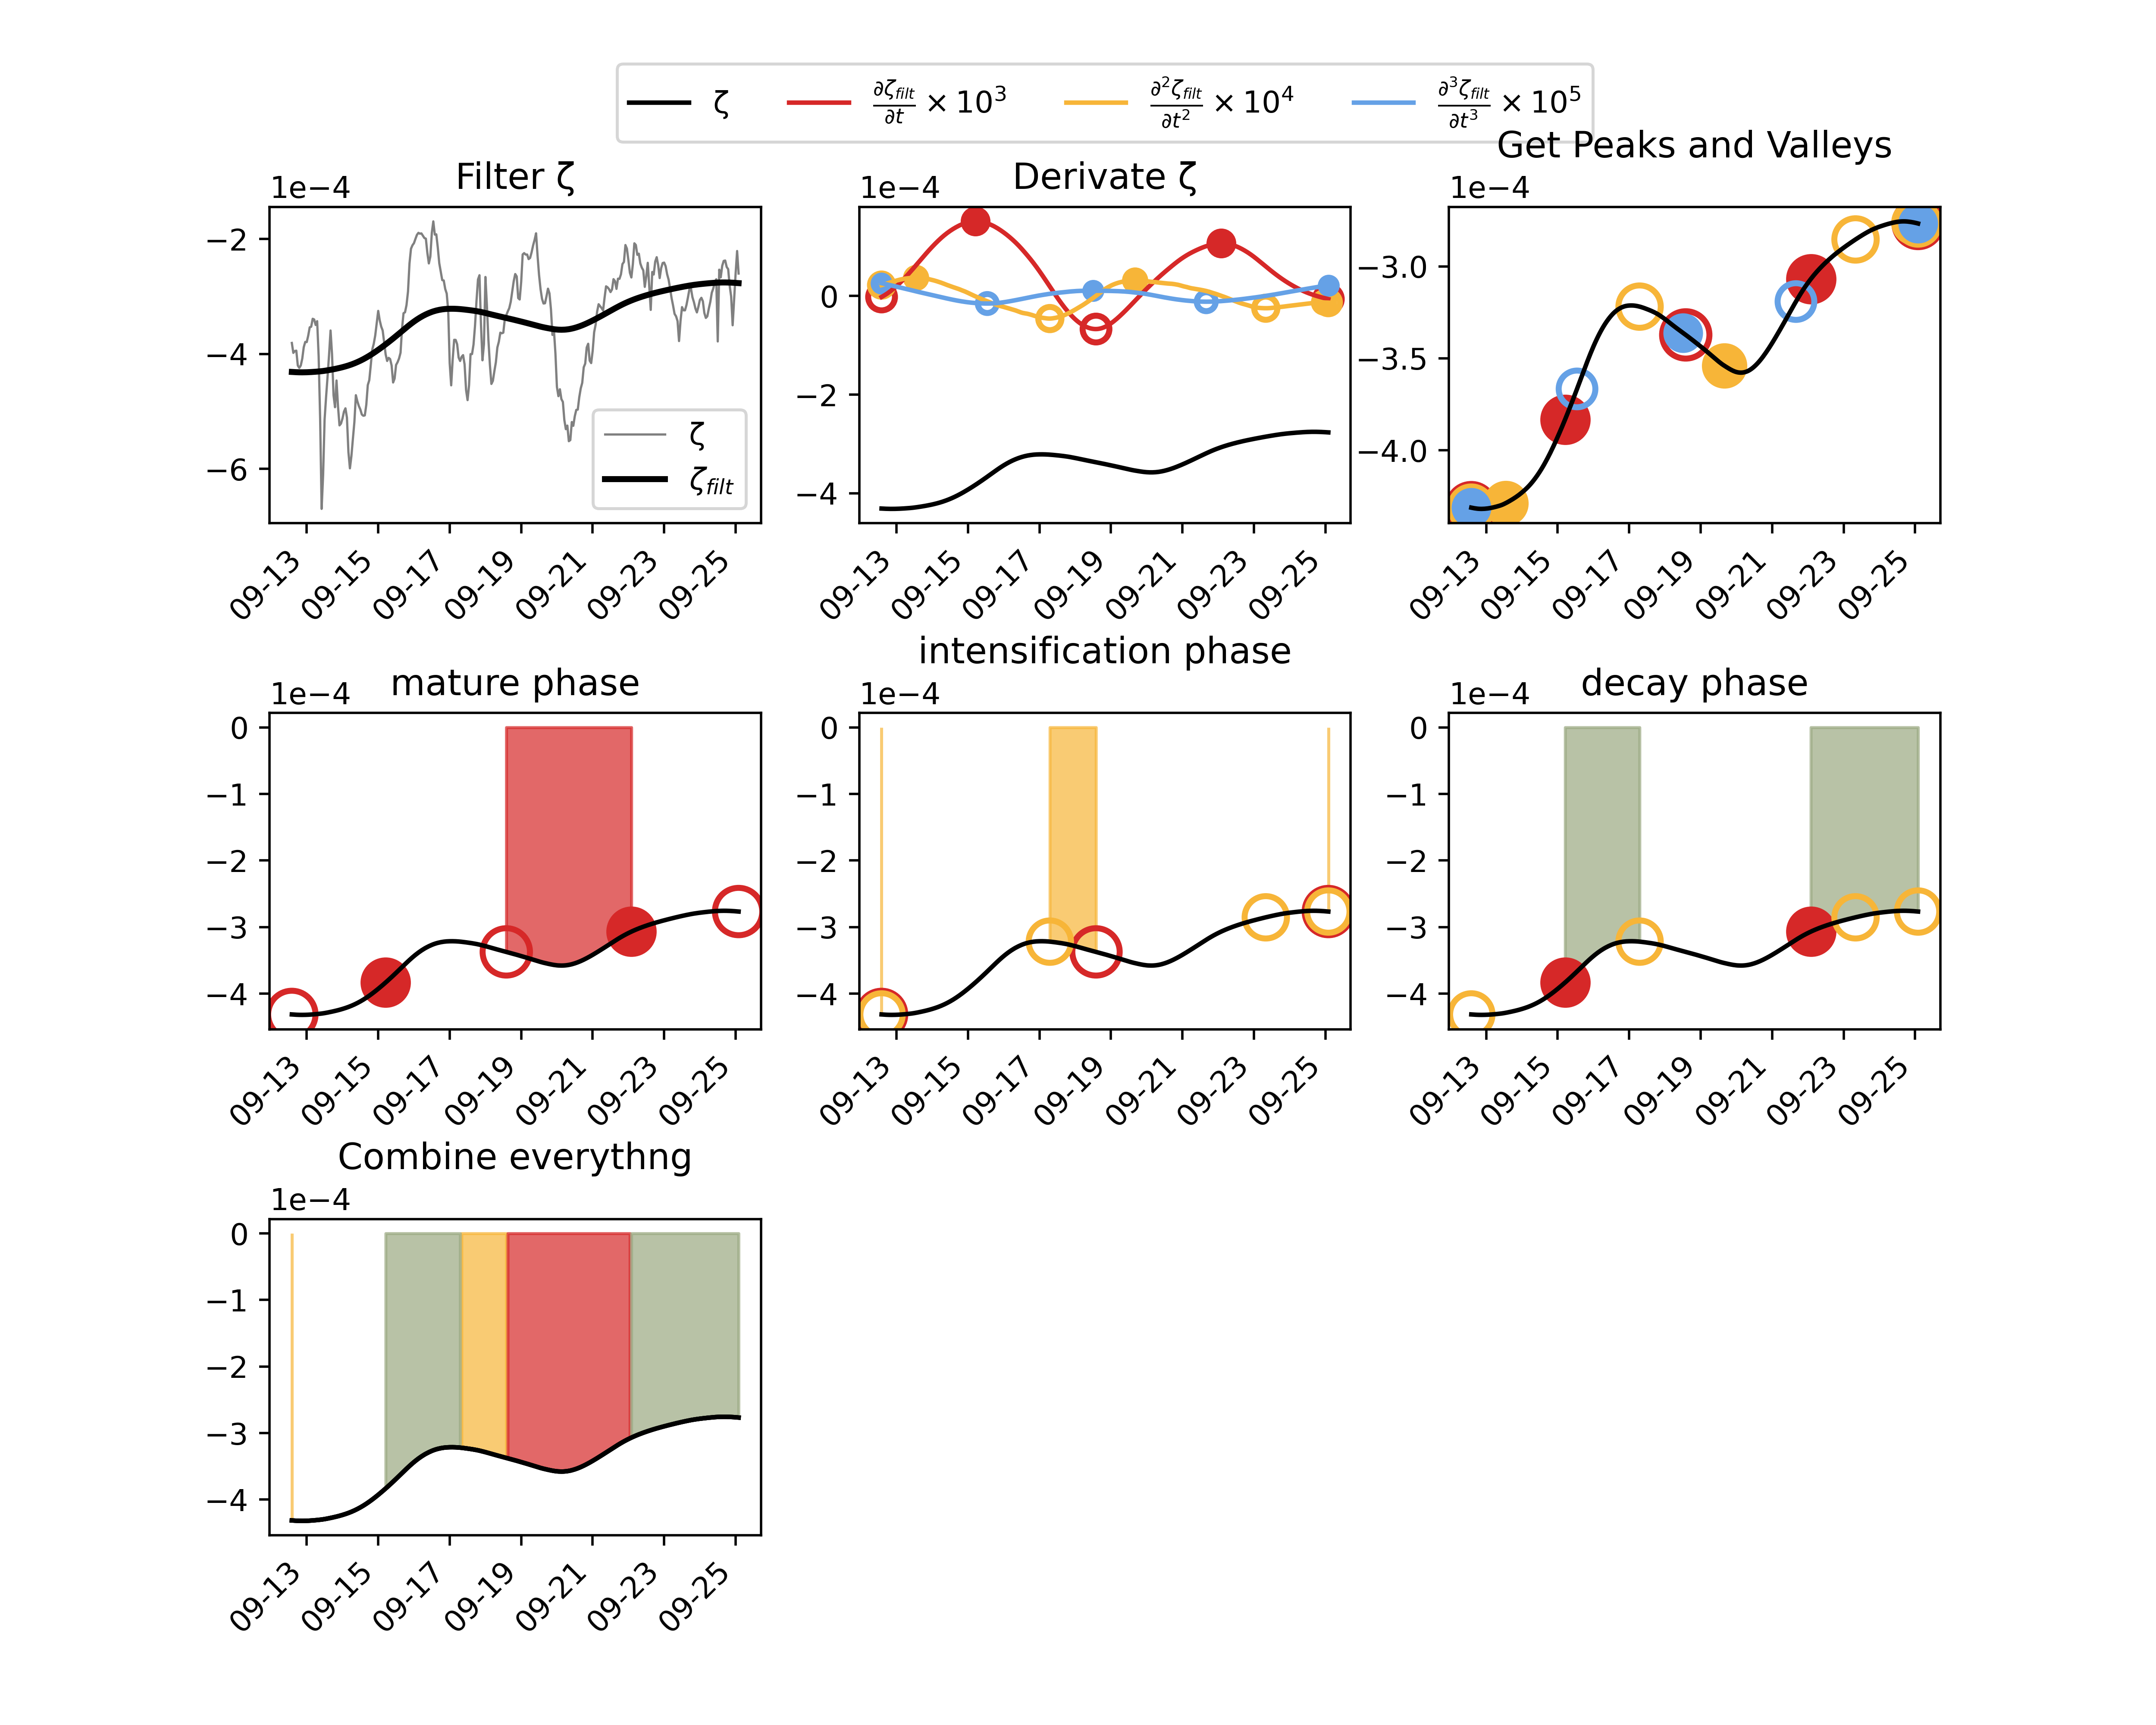 ζ ∂ζfilt/∂t × 10³ ∂²ζfilt/∂t² × 10⁴ ∂³ζfilt/∂t³ × 10⁵
Filter ζ
1e−4
−2
−4
−6
ζ
ζfilt
09-13 09-15 09-17 09-19 09-21 09-23 09-25
Derivate ζ
1e−4
0
−2
−4
09-13 09-15 09-17 09-19 09-21 09-23 09-25
Get Peaks and Valleys
1e−4
−3.0
−3.5
−4.0
09-13 09-15 09-17 09-19 09-21 09-23 09-25
mature phase
1e−4
0
−1
−2
−3
−4
09-13 09-15 09-17 09-19 09-21 09-23 09-25
intensification phase
1e−4
0
−1
−2
−3
−4
09-13 09-15 09-17 09-19 09-21 09-23 09-25
decay phase
1e−4
0
−1
−2
−3
−4
09-13 09-15 09-17 09-19 09-21 09-23 09-25
Combine everythng
1e−4
0
−1
−2
−3
−4
09-13 09-15 09-17 09-19 09-21 09-23 09-25